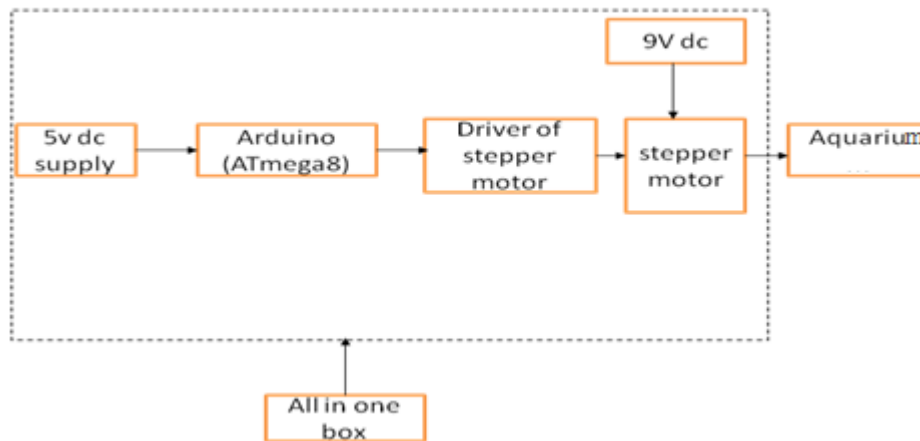 9V dc
5v dc
supply
Arduino
(ATmega8)
Driver of
stepper
motor
stepper
motor
Aquarium
...
All in one
box